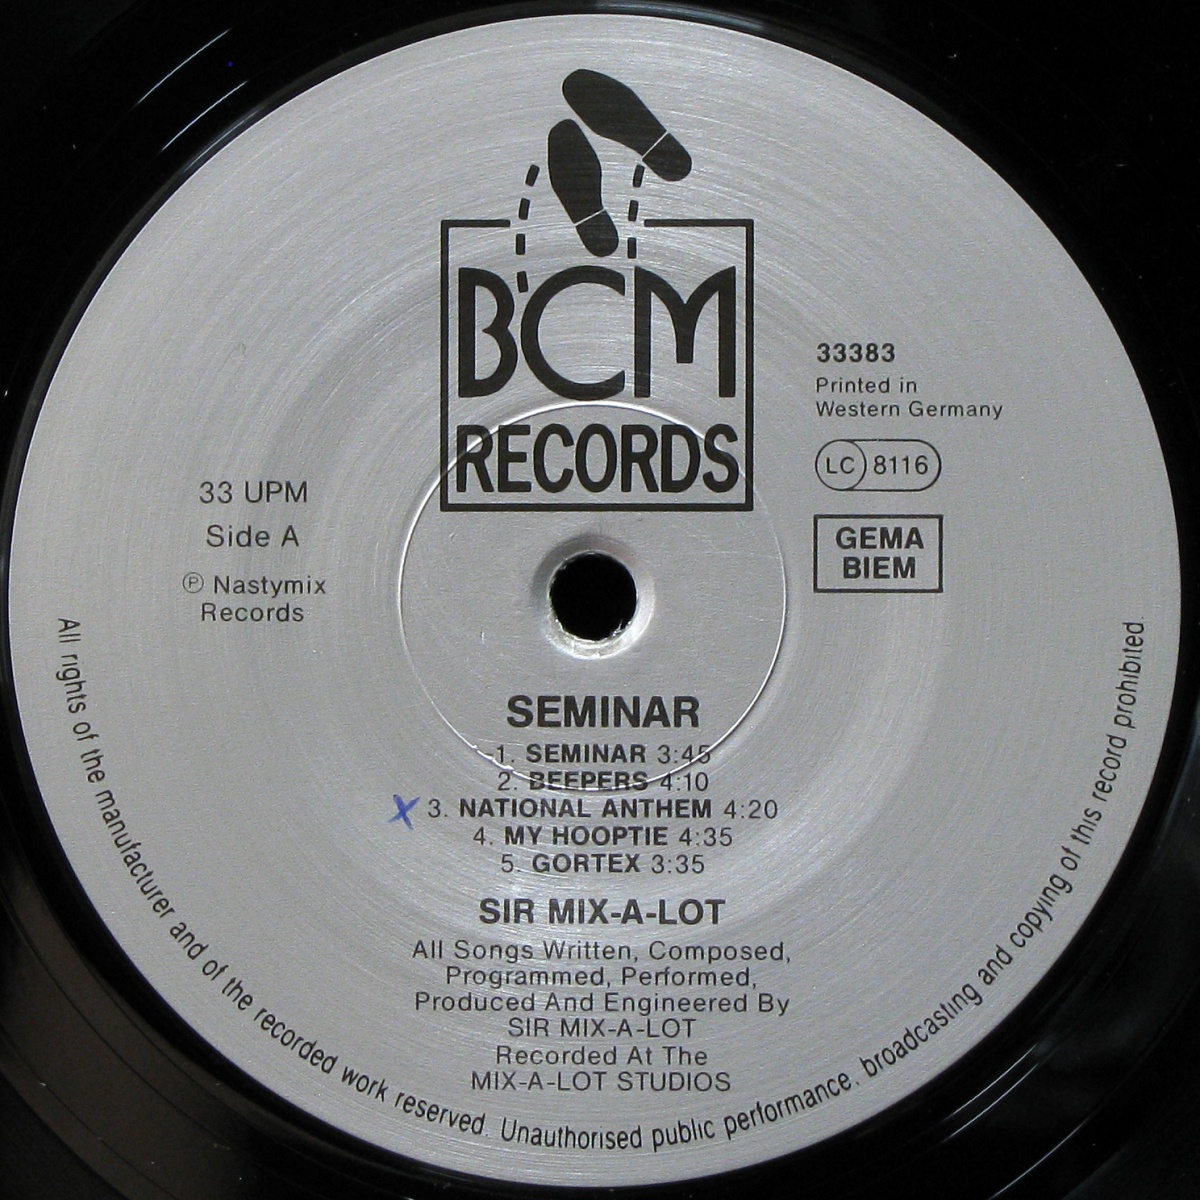 BCM
RECORDS
33383
Printed in
Western Germany
LC 8116
GEMA
BIEM
33 UPM
Side A
Ⓟ Nastymix
Records
SEMINAR
1. SEMINAR 3:45
2. BEEPERS 4:10
X 3. NATIONAL ANTHEM 4:20
4. MY HOOPTIE 4:35
5. GORTEX 3:35
SIR MIX-A-LOT
All Songs Written, Composed,
Programmed, Performed,
Produced And Engineered By
SIR MIX-A-LOT
Recorded At The
MIX-A-LOT STUDIOS
All rights of the manufacturer and of the recorded work reserved. Unauthorised public performance, broadcasting and copying of this record prohibited